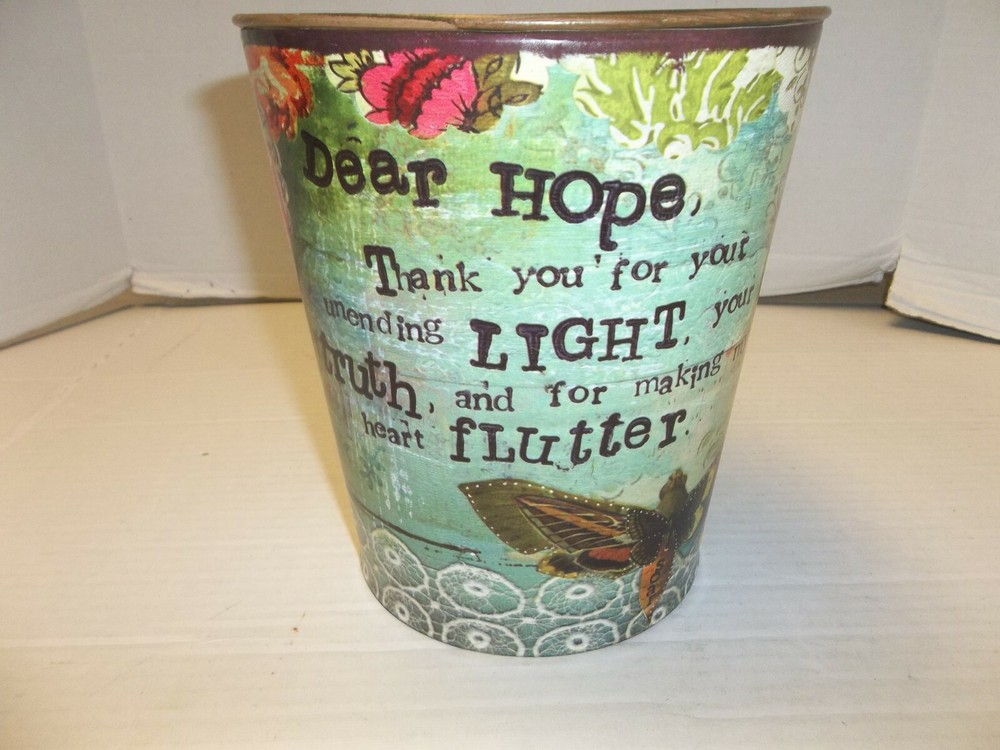 Dear HOpe,
Thank you for your
unending LIGHT, your
truth, and for making
heart fLutter.